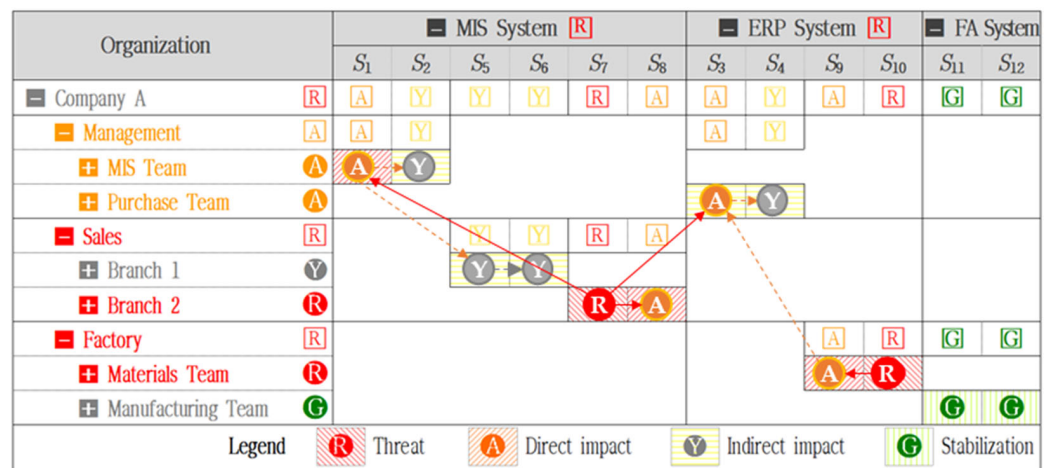 Organization MIS System R ERP System R FA System
S1 S2 S5 S6 S7 S8 S3 S4 S9 S10 S11 S12
Company A R A Y Y Y R A A Y A R G G
Management A A Y A Y
MIS Team A A Y
Purchase Team A A Y
Sales R Y Y R A
Branch 1 Y Y Y
Branch 2 R R A
Factory R A R G G
Materials Team R A R
Manufacturing Team G G G
Legend R Threat A Direct impact Y Indirect impact G Stabilization